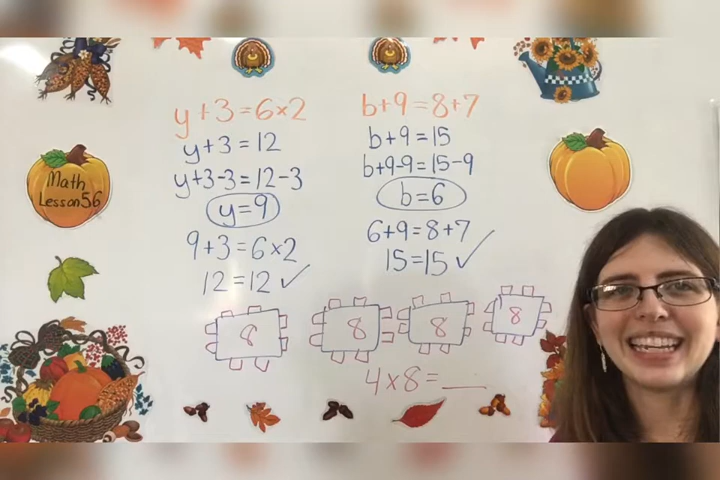 Math
Lesson 56
y+3=6×2
y+3=12
y+3-3=12-3
y=9
9+3=6×2
12=12 ✓
b+9=8+7
b+9=15
b+9-9=15-9
b=6
6+9=8+7
15=15 ✓
8 8 8 8
4×8=___